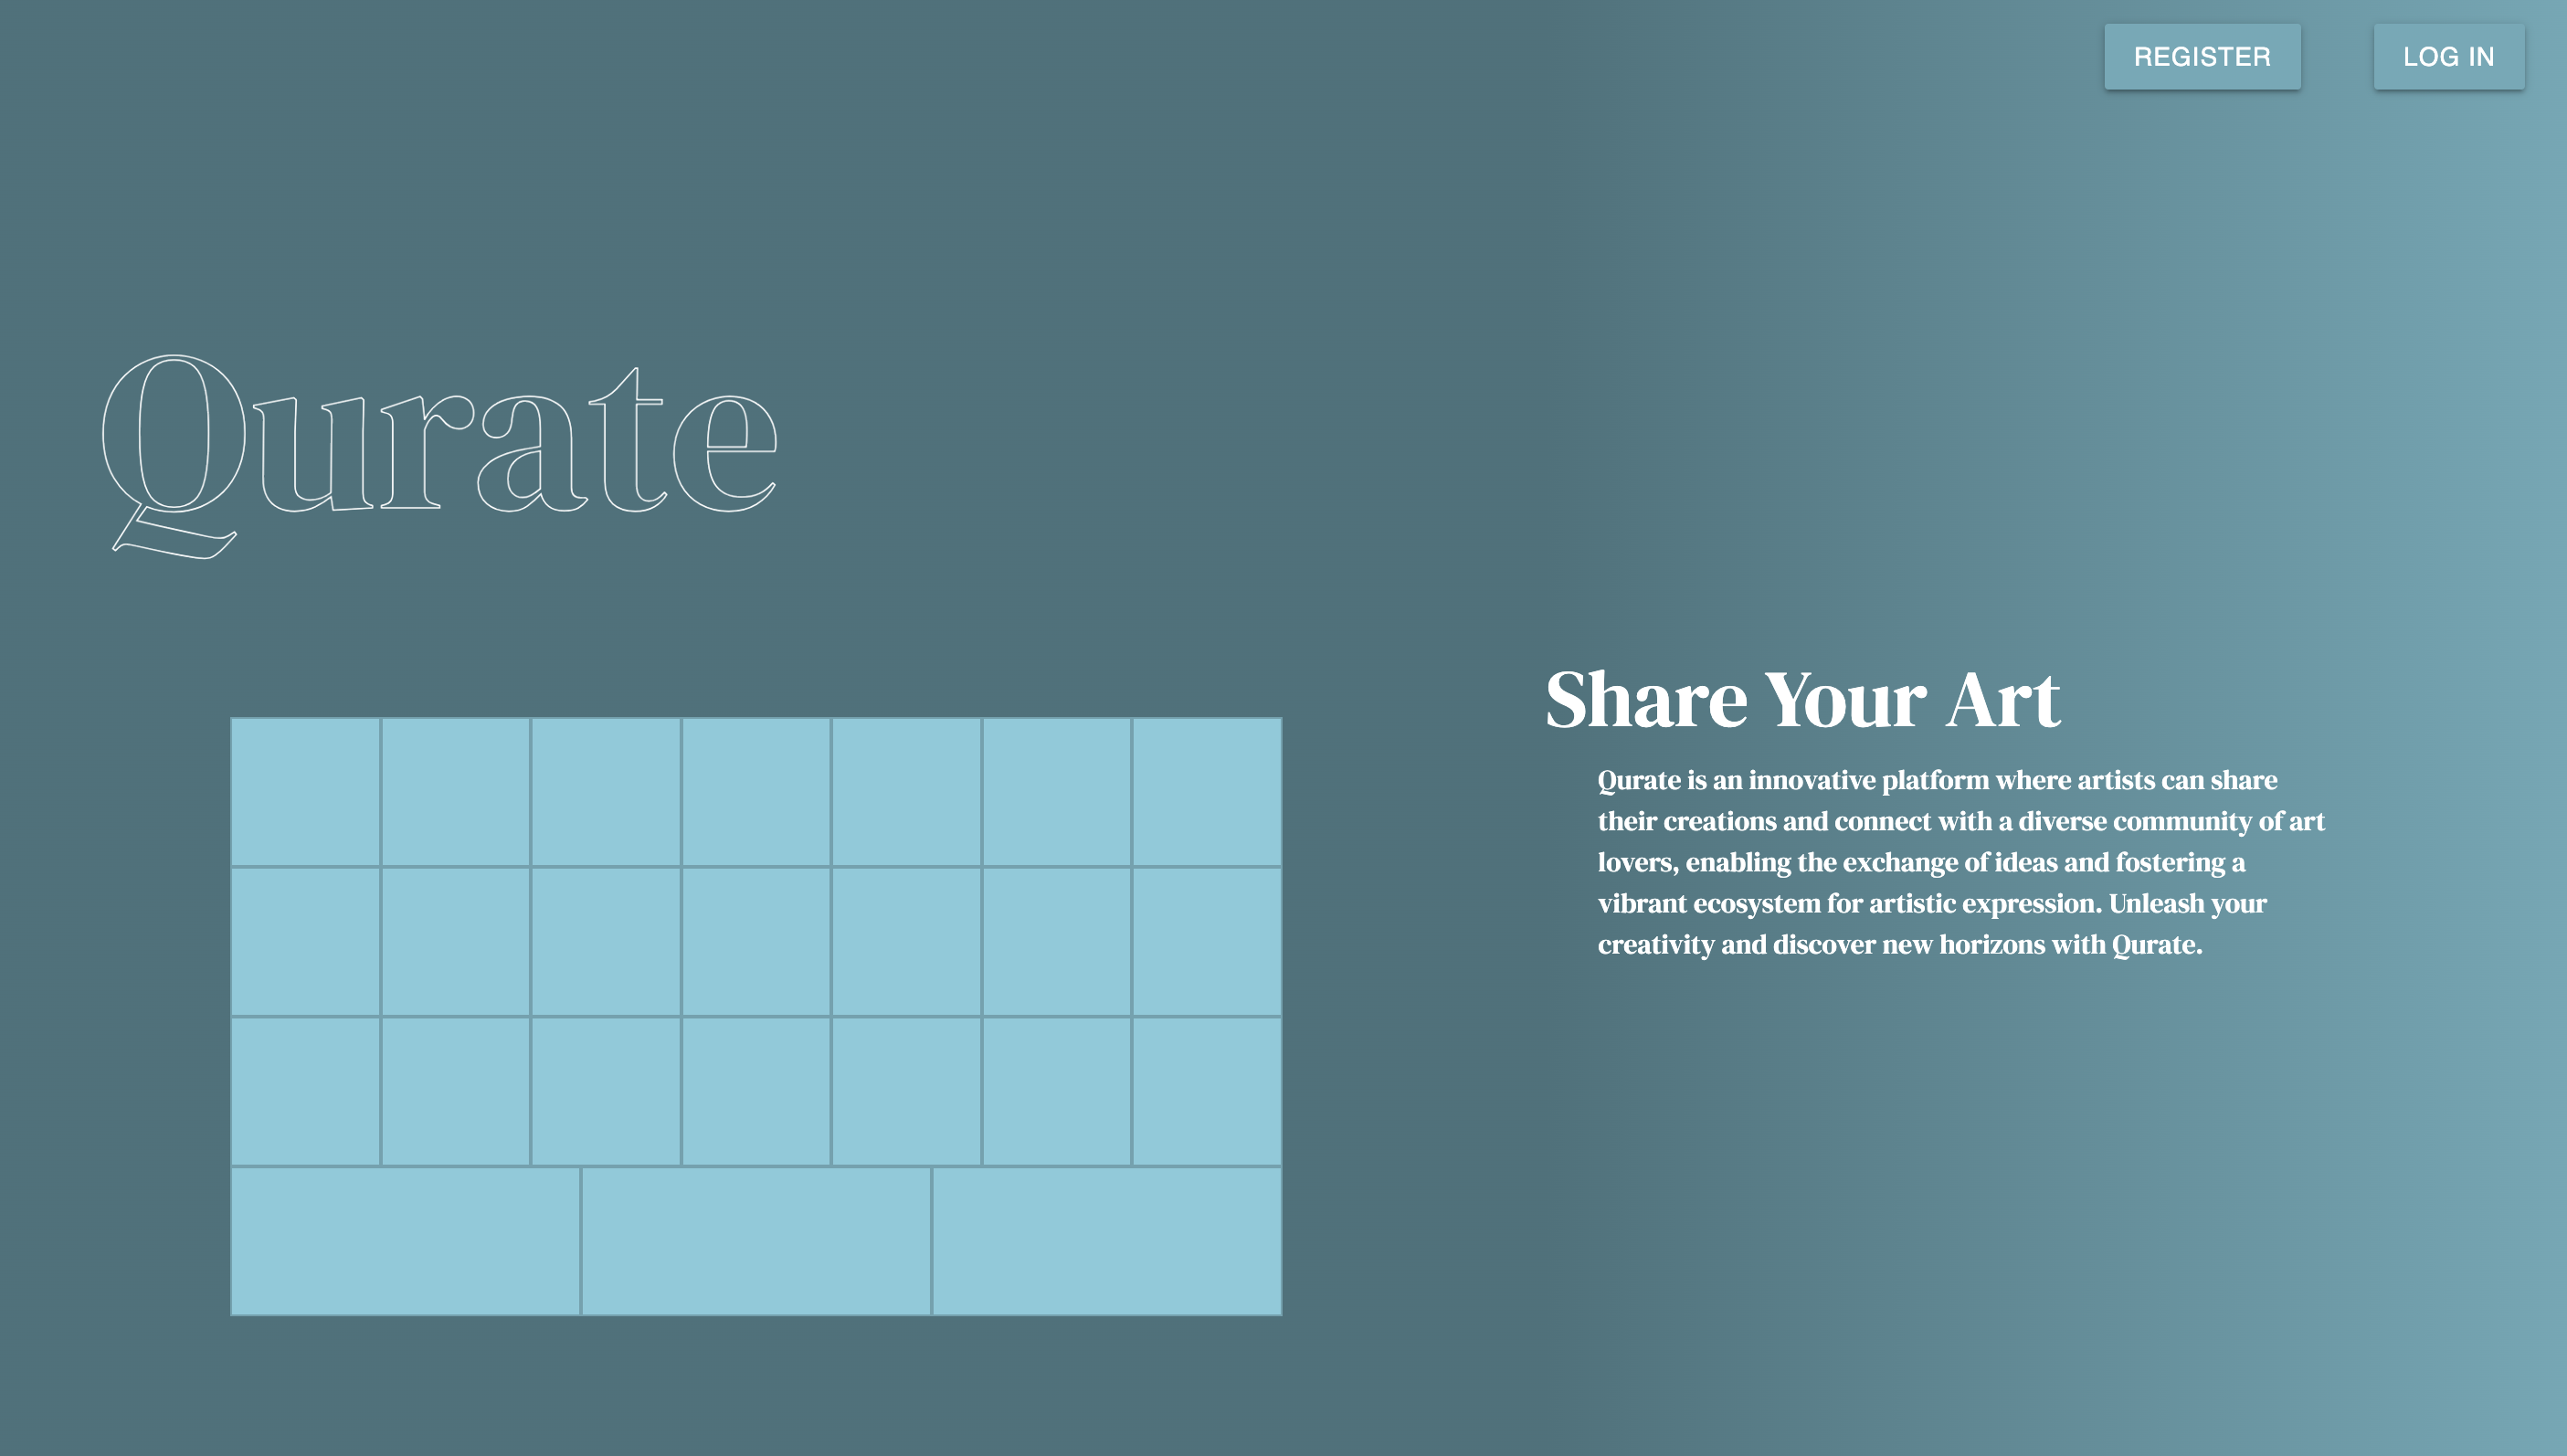 REGISTER
LOG IN
Qurate
Share Your Art
Qurate is an innovative platform where artists can share
their creations and connect with a diverse community of art
lovers, enabling the exchange of ideas and fostering a
vibrant ecosystem for artistic expression. Unleash your
creativity and discover new horizons with Qurate.